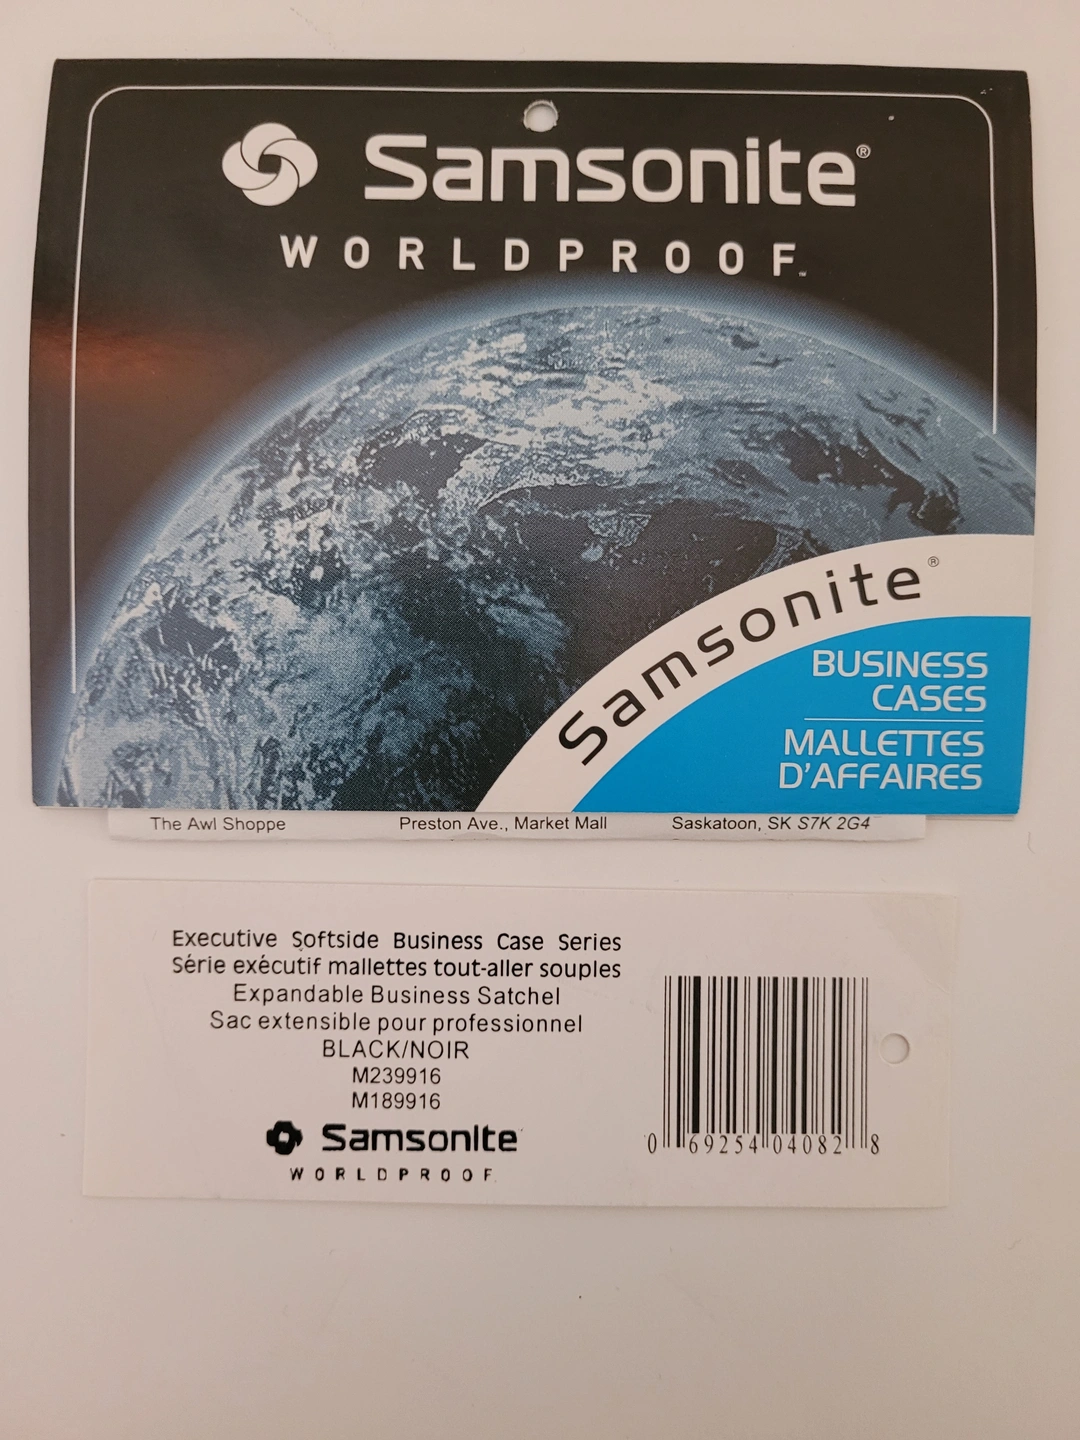 Samsonite®
WORLDPROOF™
Samsonite®
BUSINESS
CASES
MALLETTES
D'AFFAIRES
The Awl Shoppe Preston Ave., Market Mall Saskatoon, SK S7K 2G4
Executive Softside Business Case Series
Série exécutif mallettes tout-aller souples
Expandable Business Satchel
Sac extensible pour professionnel
BLACK/NOIR
M239916
M189916
Samsonite
WORLDPROOF
0 69254 04082 8